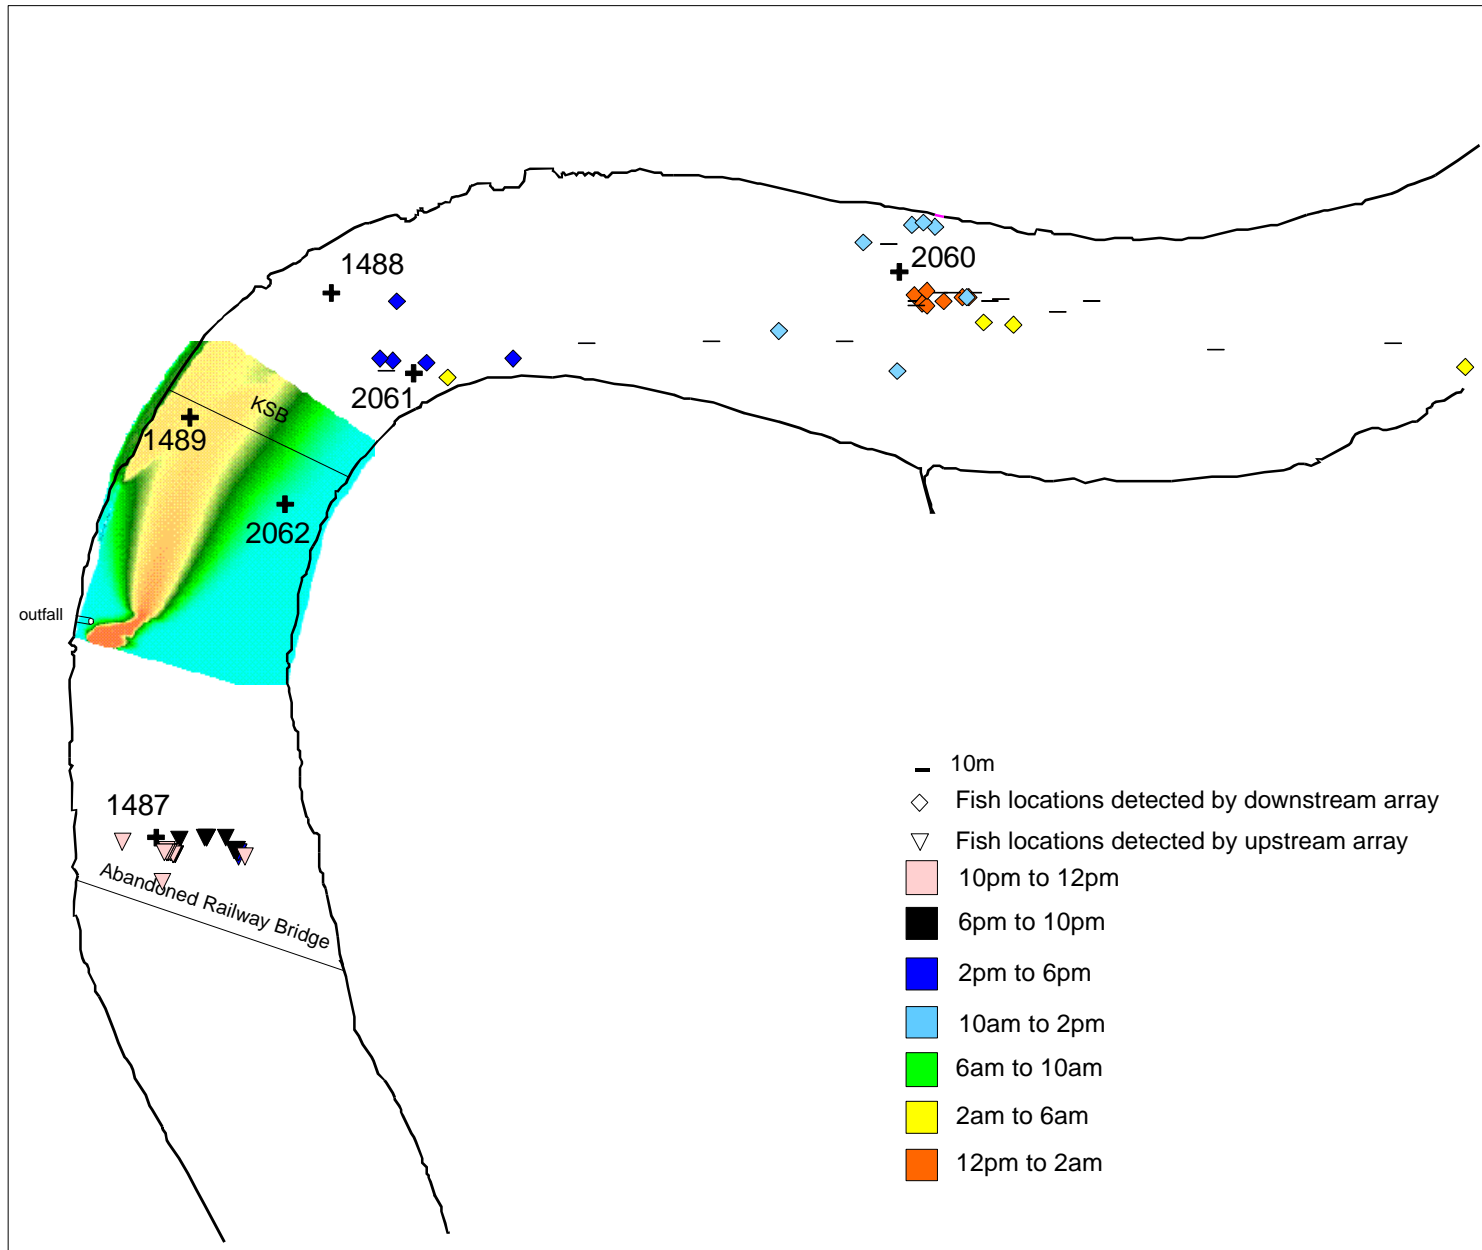 1488
2060
2061
KSB
1489
2062
outfall
1487
Abandoned Railway Bridge
10m
Fish locations detected by downstream array
Fish locations detected by upstream array
10pm to 12pm
6pm to 10pm
2pm to 6pm
10am to 2pm
6am to 10am
2am to 6am
12pm to 2am